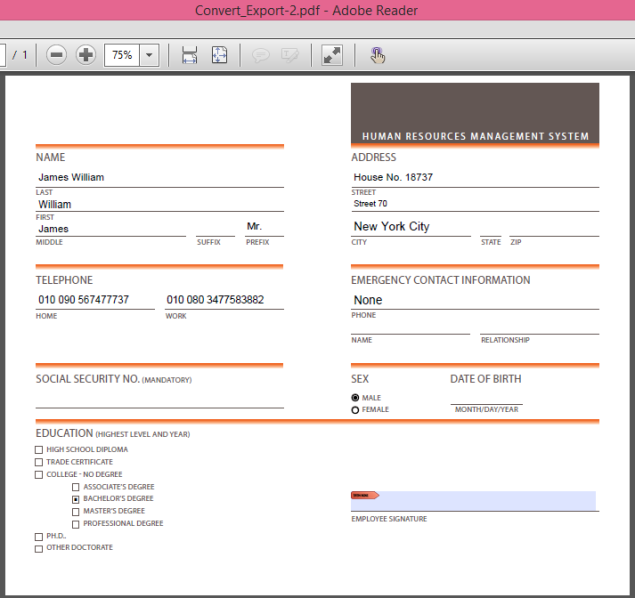 Convert_Export-2.pdf - Adobe Reader
/ 1 75%
HUMAN RESOURCES MANAGEMENT SYSTEM
NAME
James William
LAST
William
FIRST
James Mr.
MIDDLE SUFFIX PREFIX
ADDRESS
House No. 18737
STREET
Street 70
New York City
CITY STATE ZIP
TELEPHONE
010 090 567477737 010 080 3477583882
HOME WORK
EMERGENCY CONTACT INFORMATION
None
PHONE
NAME RELATIONSHIP
SOCIAL SECURITY NO. (MANDATORY)
SEX DATE OF BIRTH
MALE
FEMALE MONTH/DAY/YEAR
EDUCATION (HIGHEST LEVEL AND YEAR)
HIGH SCHOOL DIPLOMA
TRADE CERTIFICATE
COLLEGE - NO DEGREE
ASSOCIATE'S DEGREE
BACHELOR'S DEGREE
MASTER'S DEGREE
PROFESSIONAL DEGREE
PH.D..
OTHER DOCTORATE
EMPLOYEE SIGNATURE